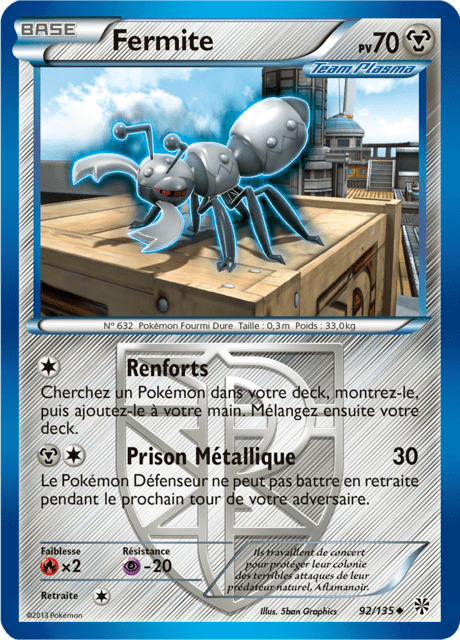 BASE
Fermite
PV 70
Team Plasma
N° 632 Pokémon Fourmi Dure Taille : 0,3 m Poids : 33,0 kg
Renforts
Cherchez un Pokémon dans votre deck, montrez-le,
puis ajoutez-le à votre main. Mélangez ensuite votre
deck.
Prison Métallique 30
Le Pokémon Défenseur ne peut pas battre en retraite
pendant le prochain tour de votre adversaire.
Faiblesse Résistance
×2 -20
Retraite
Ils travaillent de concert
pour protéger leur colonie
des terribles attaques de leur
prédateur naturel, Aflamanoir.
©2013 Pokémon
Illus. 5ban Graphics
92/135